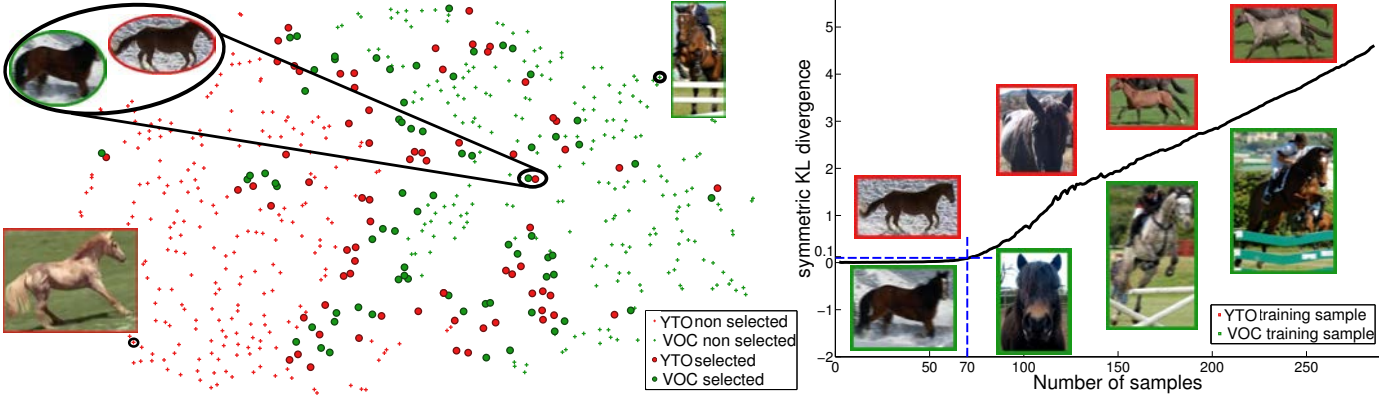 YTO non selected
VOC non selected
YTO selected
VOC selected
symmetric KL divergence
5
4
3
2
1
0.1
0
−1
−2
0 50 70 100 150 200 250
Number of samples
YTO training sample
VOC training sample